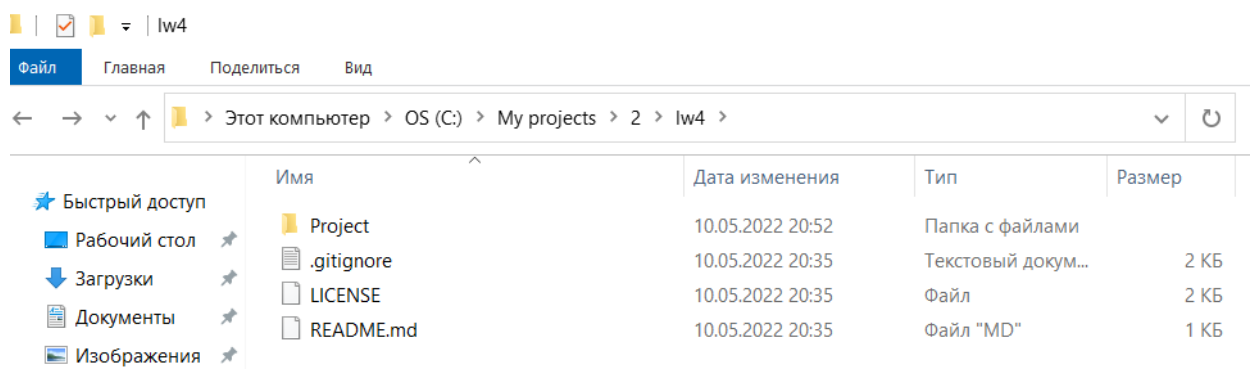 lw4
Файл Главная Поделиться Вид
Этот компьютер > OS (C:) > My projects > 2 > lw4 >
Имя Дата изменения Тип Размер
Быстрый доступ
Рабочий стол
Загрузки
Документы
Изображения
Project 10.05.2022 20:52 Папка с файлами
.gitignore 10.05.2022 20:35 Текстовый докум... 2 КБ
LICENSE 10.05.2022 20:35 Файл 2 КБ
README.md 10.05.2022 20:35 Файл "MD" 1 КБ